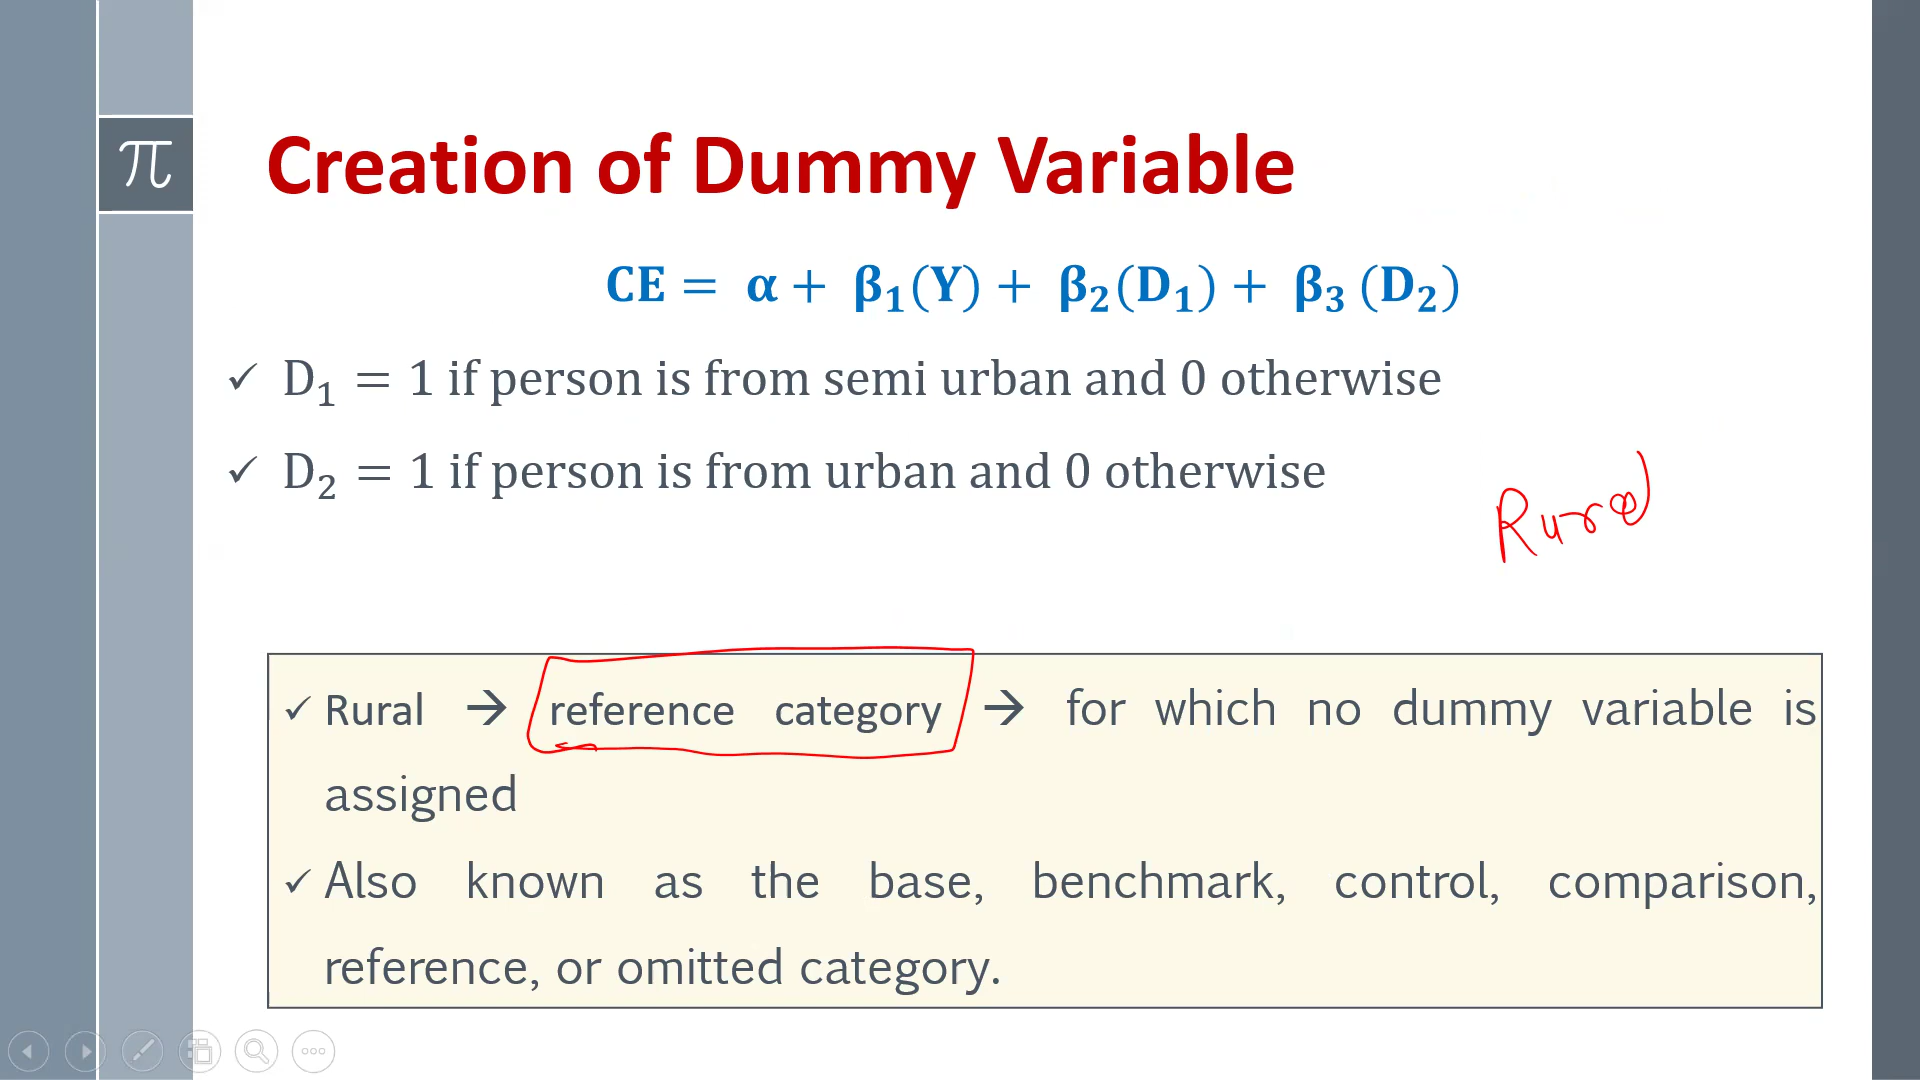 π
Creation of Dummy Variable
CE = α + β₁(Y) + β₂(D₁) + β₃ (D₂)
✓ D₁ = 1 if person is from semi urban and 0 otherwise
✓ D₂ = 1 if person is from urban and 0 otherwise
Rural
✓ Rural → reference category → for which no dummy variable is
assigned
✓ Also known as the base, benchmark, control, comparison,
reference, or omitted category.